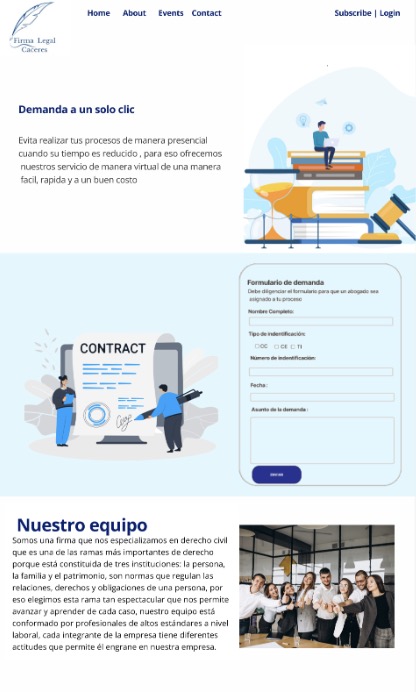 Firma Legal
Cáceres
Home About Events Contact
Subscribe | Login
Demanda a un solo clic
Evita realizar tus procesos de manera presencial
cuando su tiempo es reducido , para eso ofrecemos
nuestros servicio de manera virtual de una manera
facil, rapida y a un buen costo
CONTRACT
Formulario de demanda
Debe diligenciar el formulario para que un abogado sea
asignado a tu proceso
Nombre Completo:
Tipo de indentificación:
CC CE TI
Número de indentificación:
Fecha :
Asunto de la demanda :
Nuestro equipo
Somos una firma que nos especializamos en derecho civil
que es una de las ramas más importantes de derecho
porque está constituida de tres instituciones: la persona,
la familia y el patrimonio, son normas que regulan las
relaciones, derechos y obligaciones de una persona, por
eso elegimos esta rama tan espectacular que nos permite
avanzar y aprender de cada caso, nuestro equipo está
conformado por profesionales de altos estándares a nivel
laboral, cada integrante de la empresa tiene diferentes
actitudes que permite él engrane en nuestra empresa.